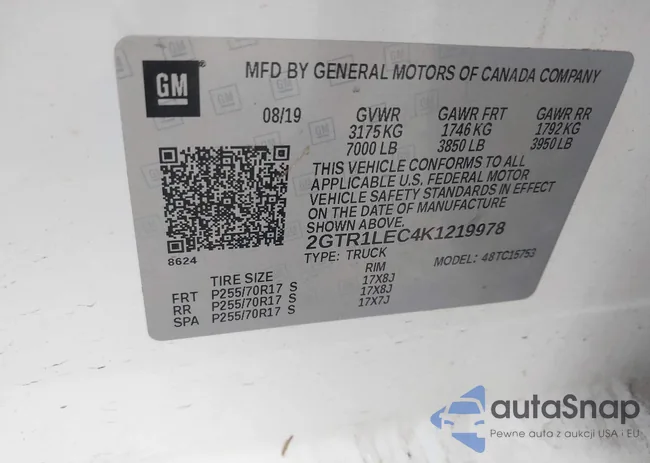 GM
MFD BY GENERAL MOTORS OF CANADA COMPANY
08/19 GVWR GAWR FRT GAWR RR
3175 KG 1746 KG 1792 KG
7000 LB 3850 LB 3950 LB
THIS VEHICLE CONFORMS TO ALL
APPLICABLE U.S. FEDERAL MOTOR
VEHICLE SAFETY STANDARDS IN EFFECT
ON THE DATE OF MANUFACTURE
SHOWN ABOVE.
2GTR1LEC4K1219978
8624
TYPE: TRUCK MODEL: 48TC15753
TIRE SIZE RIM
FRT P255/70R17 S 17X8J
RR P255/70R17 S 17X8J
SPA P255/70R17 S 17X7J
autoSnap
Pewne auta z aukcji USA i EU